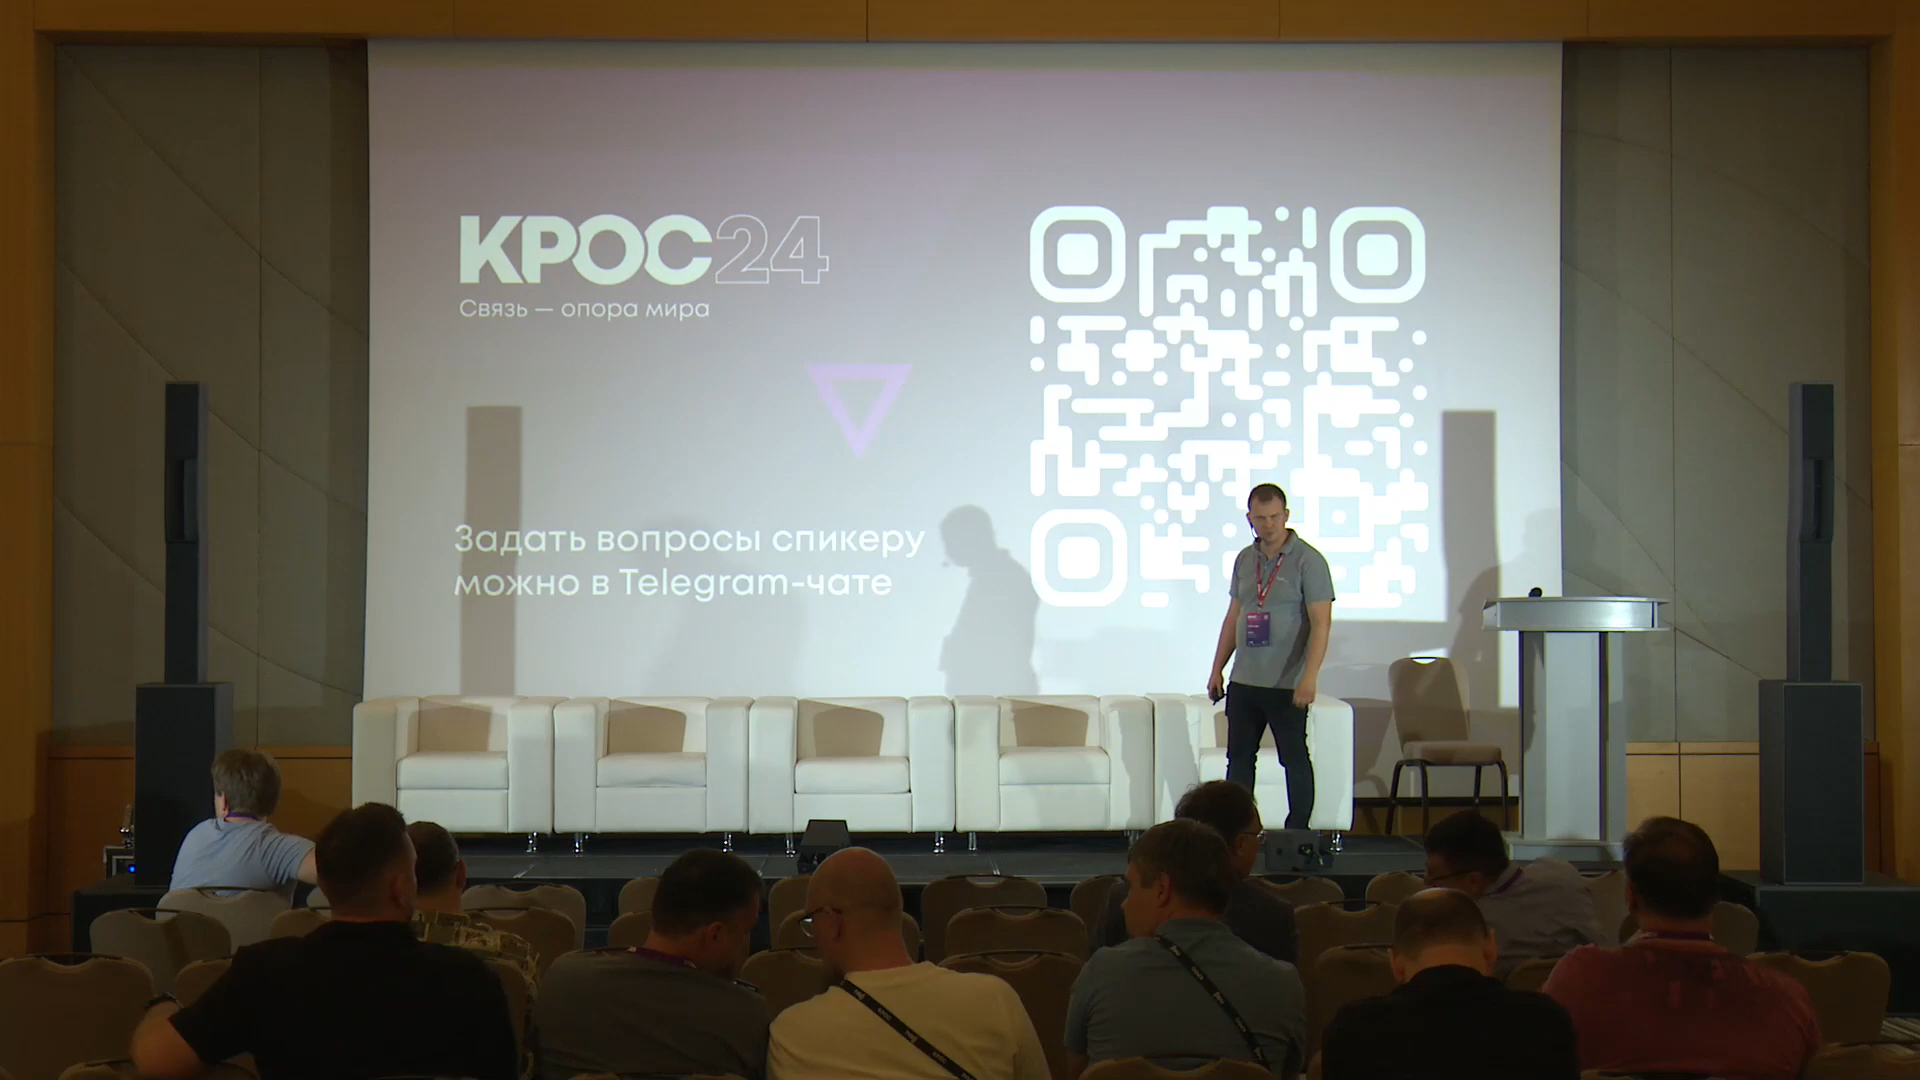 КРОС24
Связь — опора мира
Задать вопросы спикеру
можно в Telegram-чате